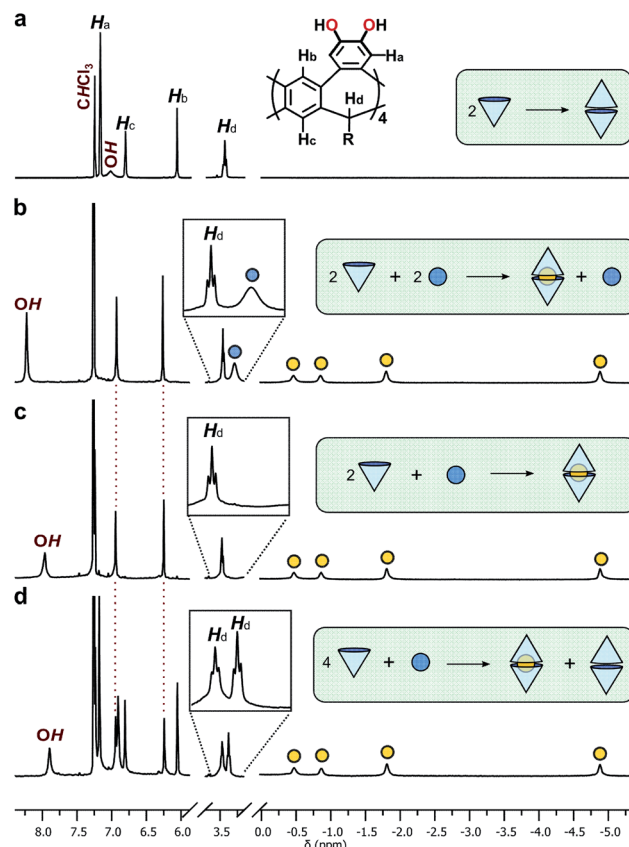 a
Ha
CHCl3
OH
Hc
Hb
Hd
HO OH
Hb
Ha
Hd
4
Hc
R
2
b
OH
Hd
2 + 2 +
c
OH
Hd
2 +
d
OH
Hd Hd
4 + +
8.0 7.5 7.0 6.5 6.0 3.5 0.0 -0.5 -1.0 -1.5 -2.0 -2.5 -3.0 -3.5 -4.0 -4.5 -5.0
δ (ppm)